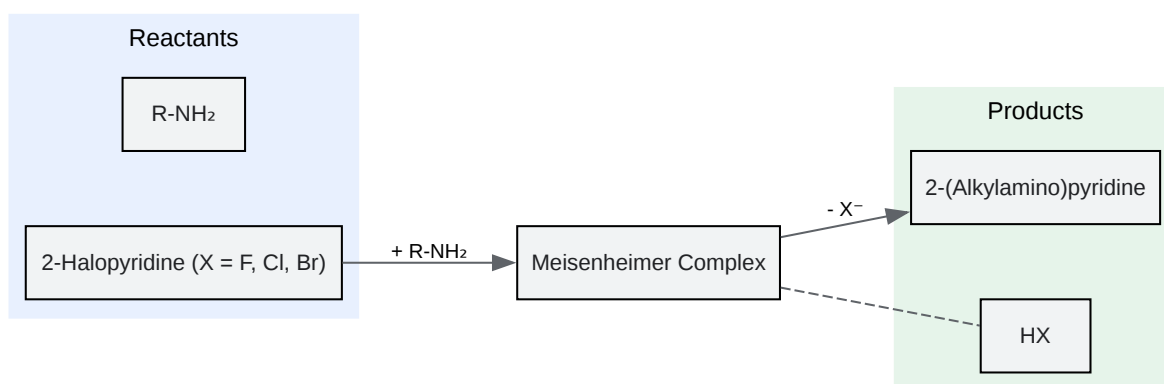 Reactants
R-NH₂
2-Halopyridine (X = F, Cl, Br)
+ R-NH₂
Meisenheimer Complex
- X⁻
Products
2-(Alkylamino)pyridine
HX